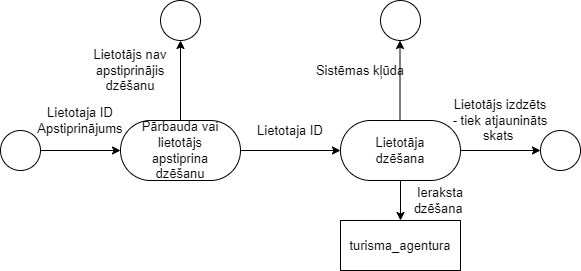 Lietotājs nav
apstiprinājis
dzēšanu
Sistēmas kļūda
Lietotaja ID
Apstiprinājums
Pārbauda vai
lietotājs
apstiprina
dzēšanu
Lietotaja ID
Lietotāja
dzēšana
Lietotājs izdzēts
- tiek atjaunināts
skats
Ieraksta
dzēšana
turisma_agentura